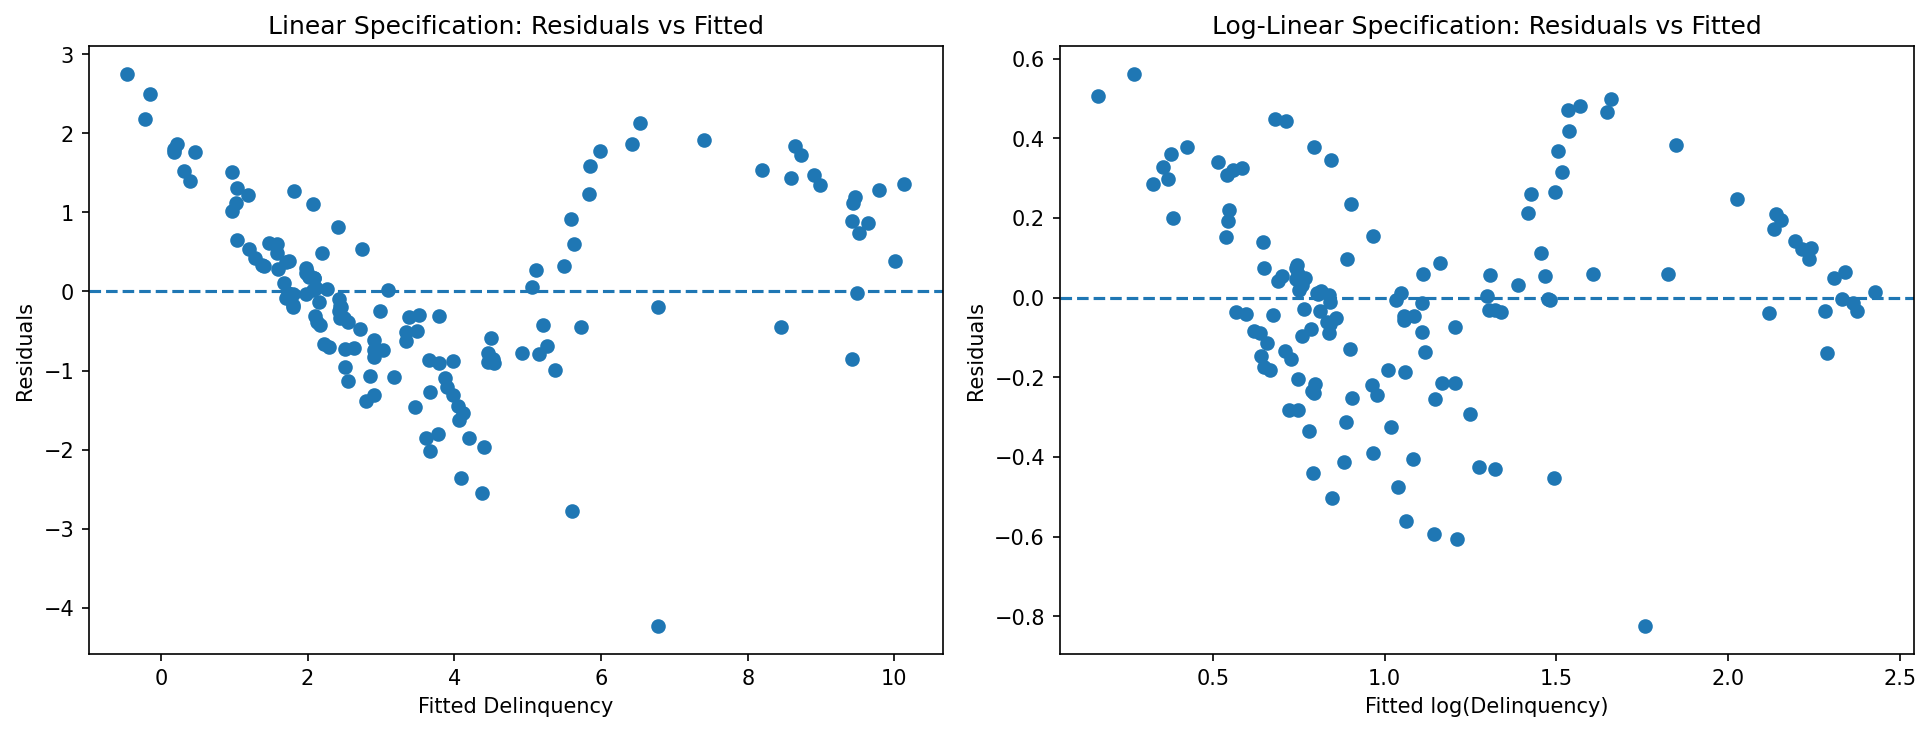 Linear Specification: Residuals vs Fitted
3
2
1
0
−1
−2
−3
−4
Residuals
0 2 4 6 8 10
Fitted Delinquency
Log-Linear Specification: Residuals vs Fitted
0.6
0.4
0.2
0.0
−0.2
−0.4
−0.6
−0.8
Residuals
0.5 1.0 1.5 2.0 2.5
Fitted log(Delinquency)